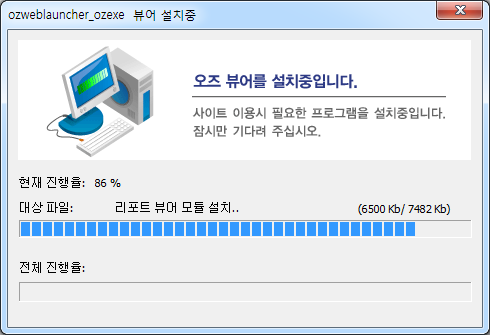 ozweblauncher_ozexe 뷰어 설치중
오즈 뷰어를 설치중입니다.
사이트 이용시 필요한 프로그램을 설치중입니다.
잠시만 기다려 주십시오.
현재 진행율: 86 %
대상 파일: 리포트 뷰어 모듈 설치.. (6500 Kb/ 7482 Kb)
전체 진행율: